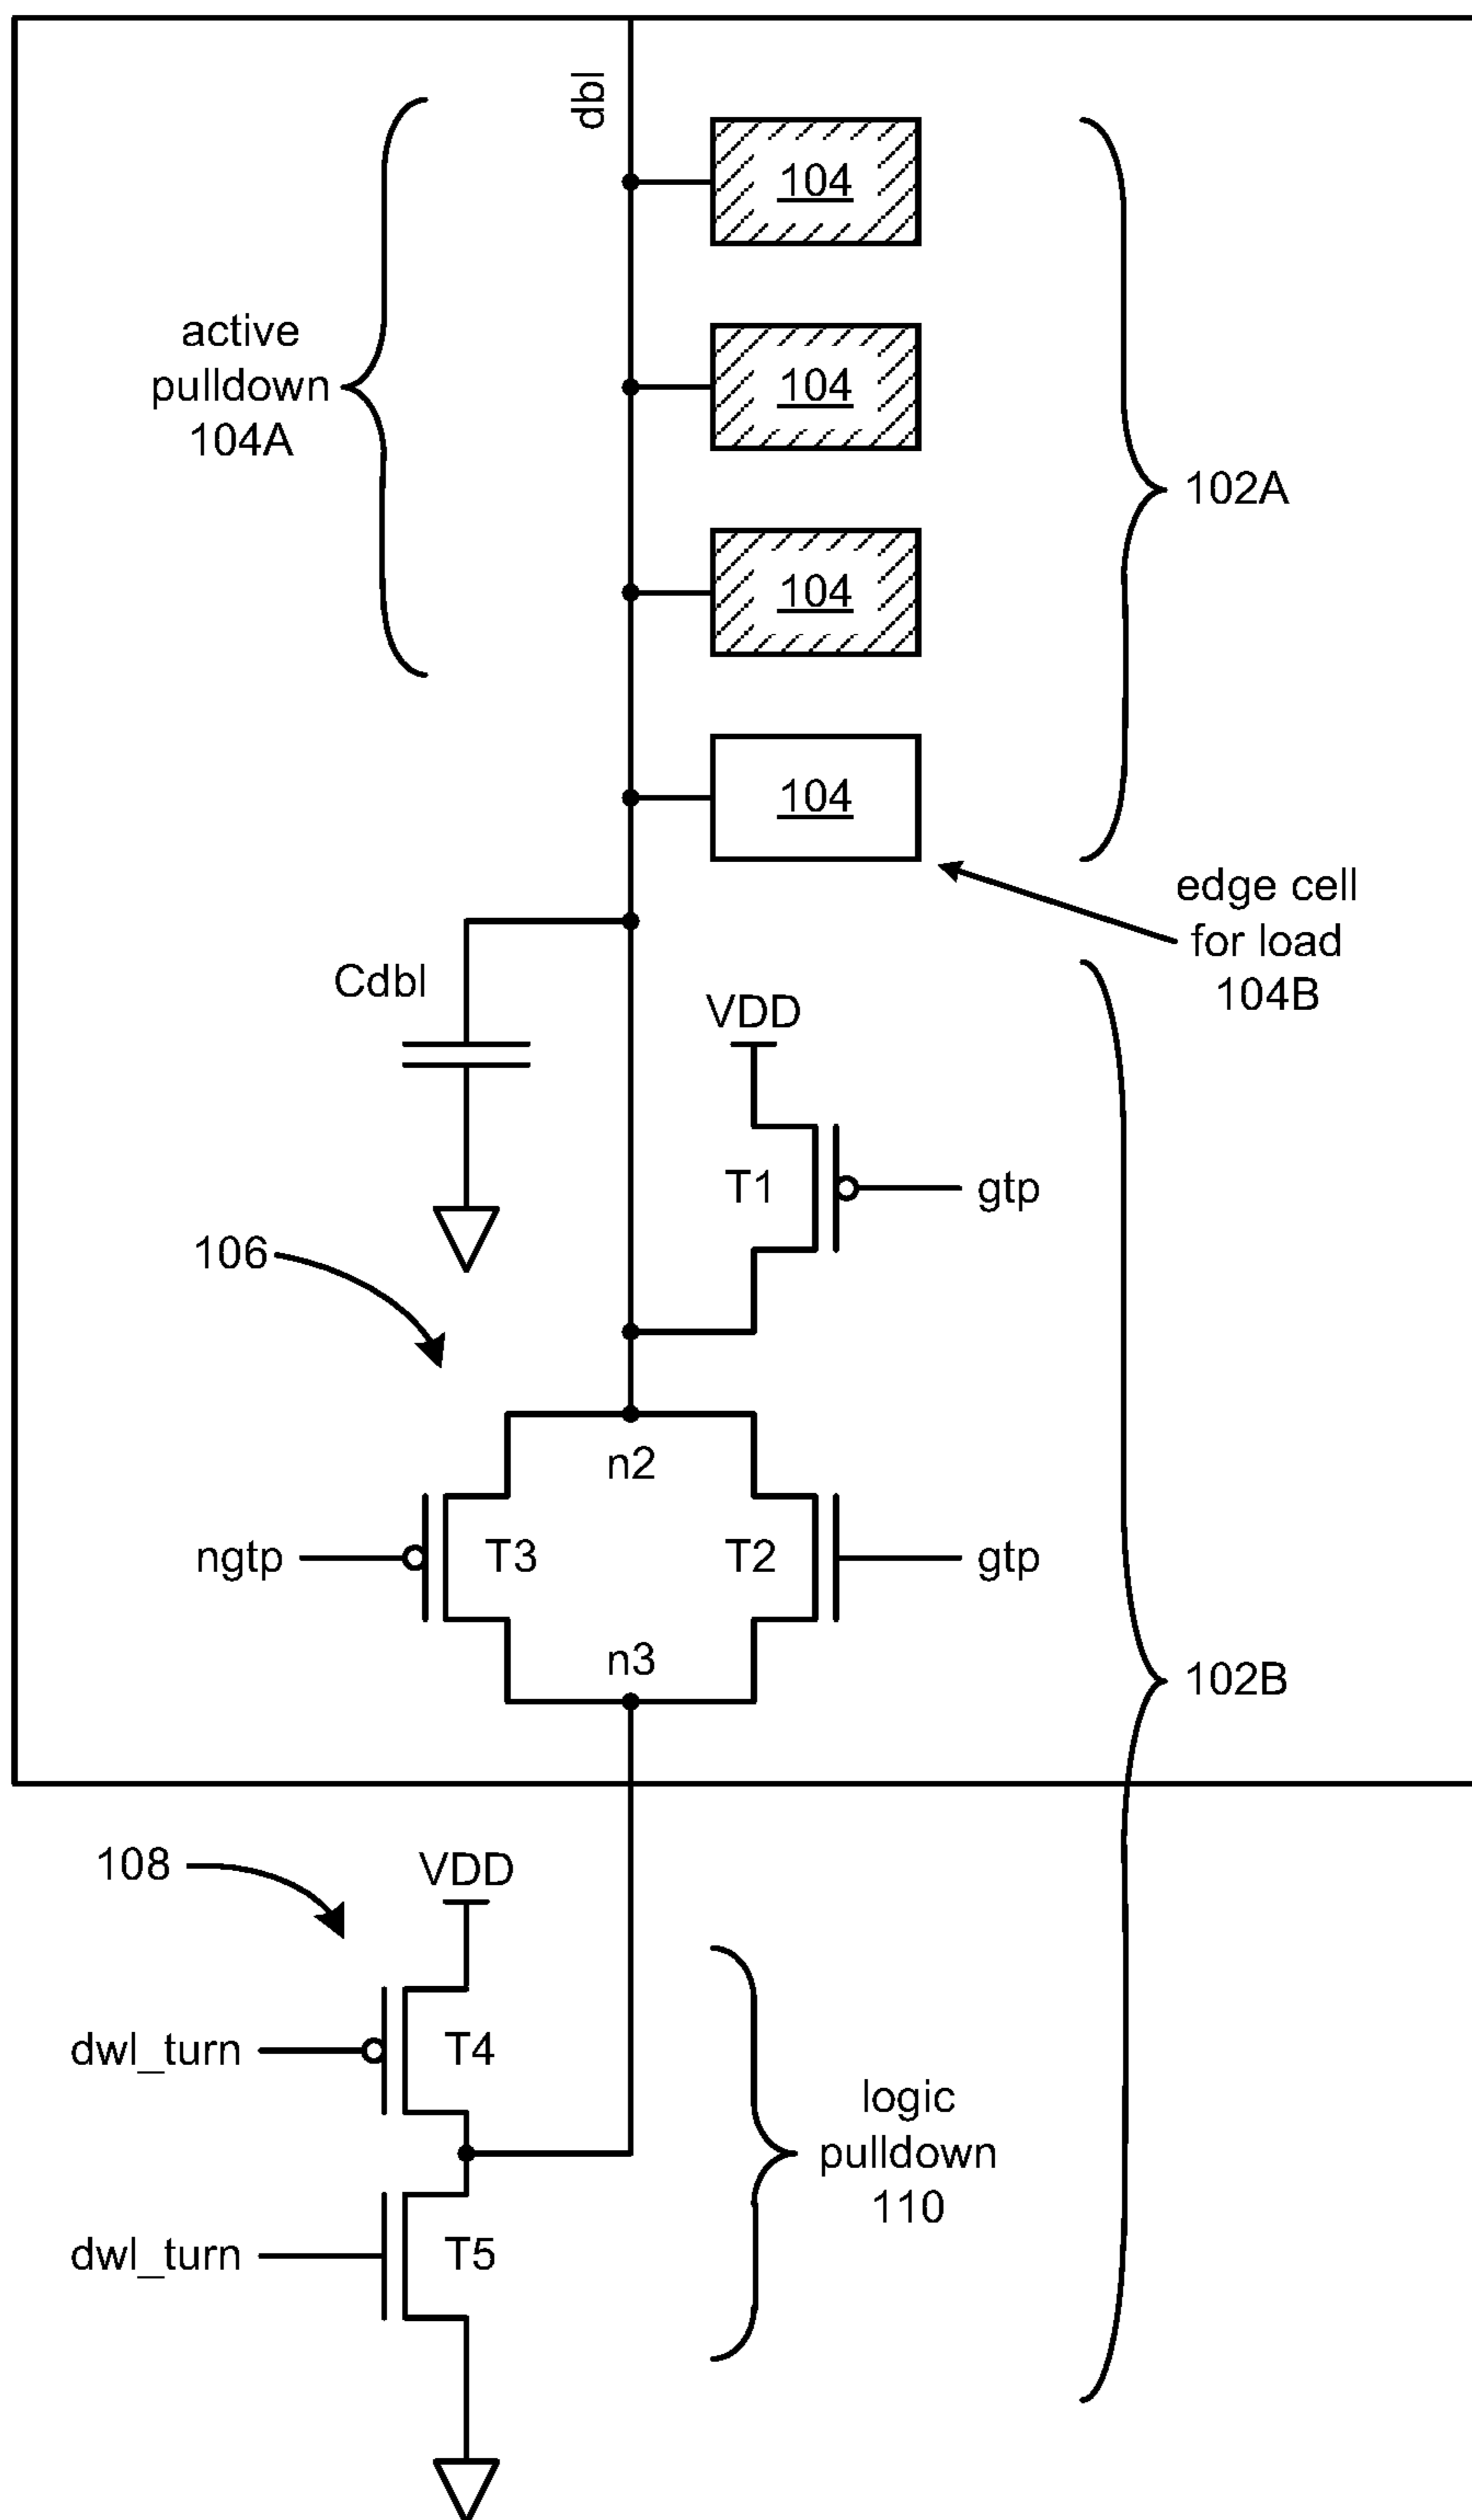 dbl
104
active
pulldown
104A
104
102A
104
104
edge cell
for load
104B
Cdbl
VDD
T1
gtp
106
n2
ngtp
T3
T2
gtp
n3
102B
108
VDD
dwl_turn
T4
logic
pulldown
110
dwl_turn
T5